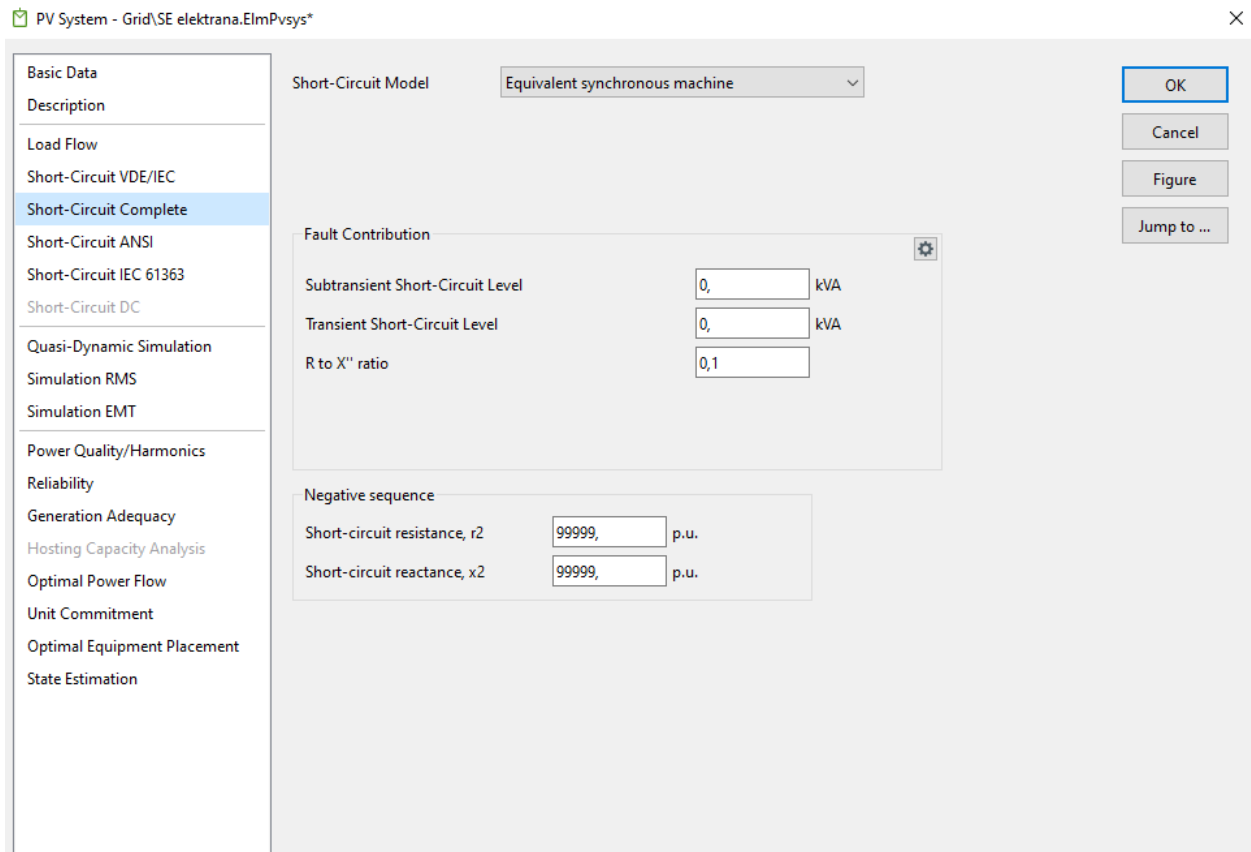 PV System - Grid\SE elektrana.ElmPvsys*
Basic Data
Description
Load Flow
Short-Circuit VDE/IEC
Short-Circuit Complete
Short-Circuit ANSI
Short-Circuit IEC 61363
Short-Circuit DC
Quasi-Dynamic Simulation
Simulation RMS
Simulation EMT
Power Quality/Harmonics
Reliability
Generation Adequacy
Hosting Capacity Analysis
Optimal Power Flow
Unit Commitment
Optimal Equipment Placement
State Estimation
Short-Circuit Model Equivalent synchronous machine
Fault Contribution
Subtransient Short-Circuit Level 0, kVA
Transient Short-Circuit Level 0, kVA
R to X'' ratio 0,1
Negative sequence
Short-circuit resistance, r2 99999, p.u.
Short-circuit reactance, x2 99999, p.u.
OK
Cancel
Figure
Jump to ...